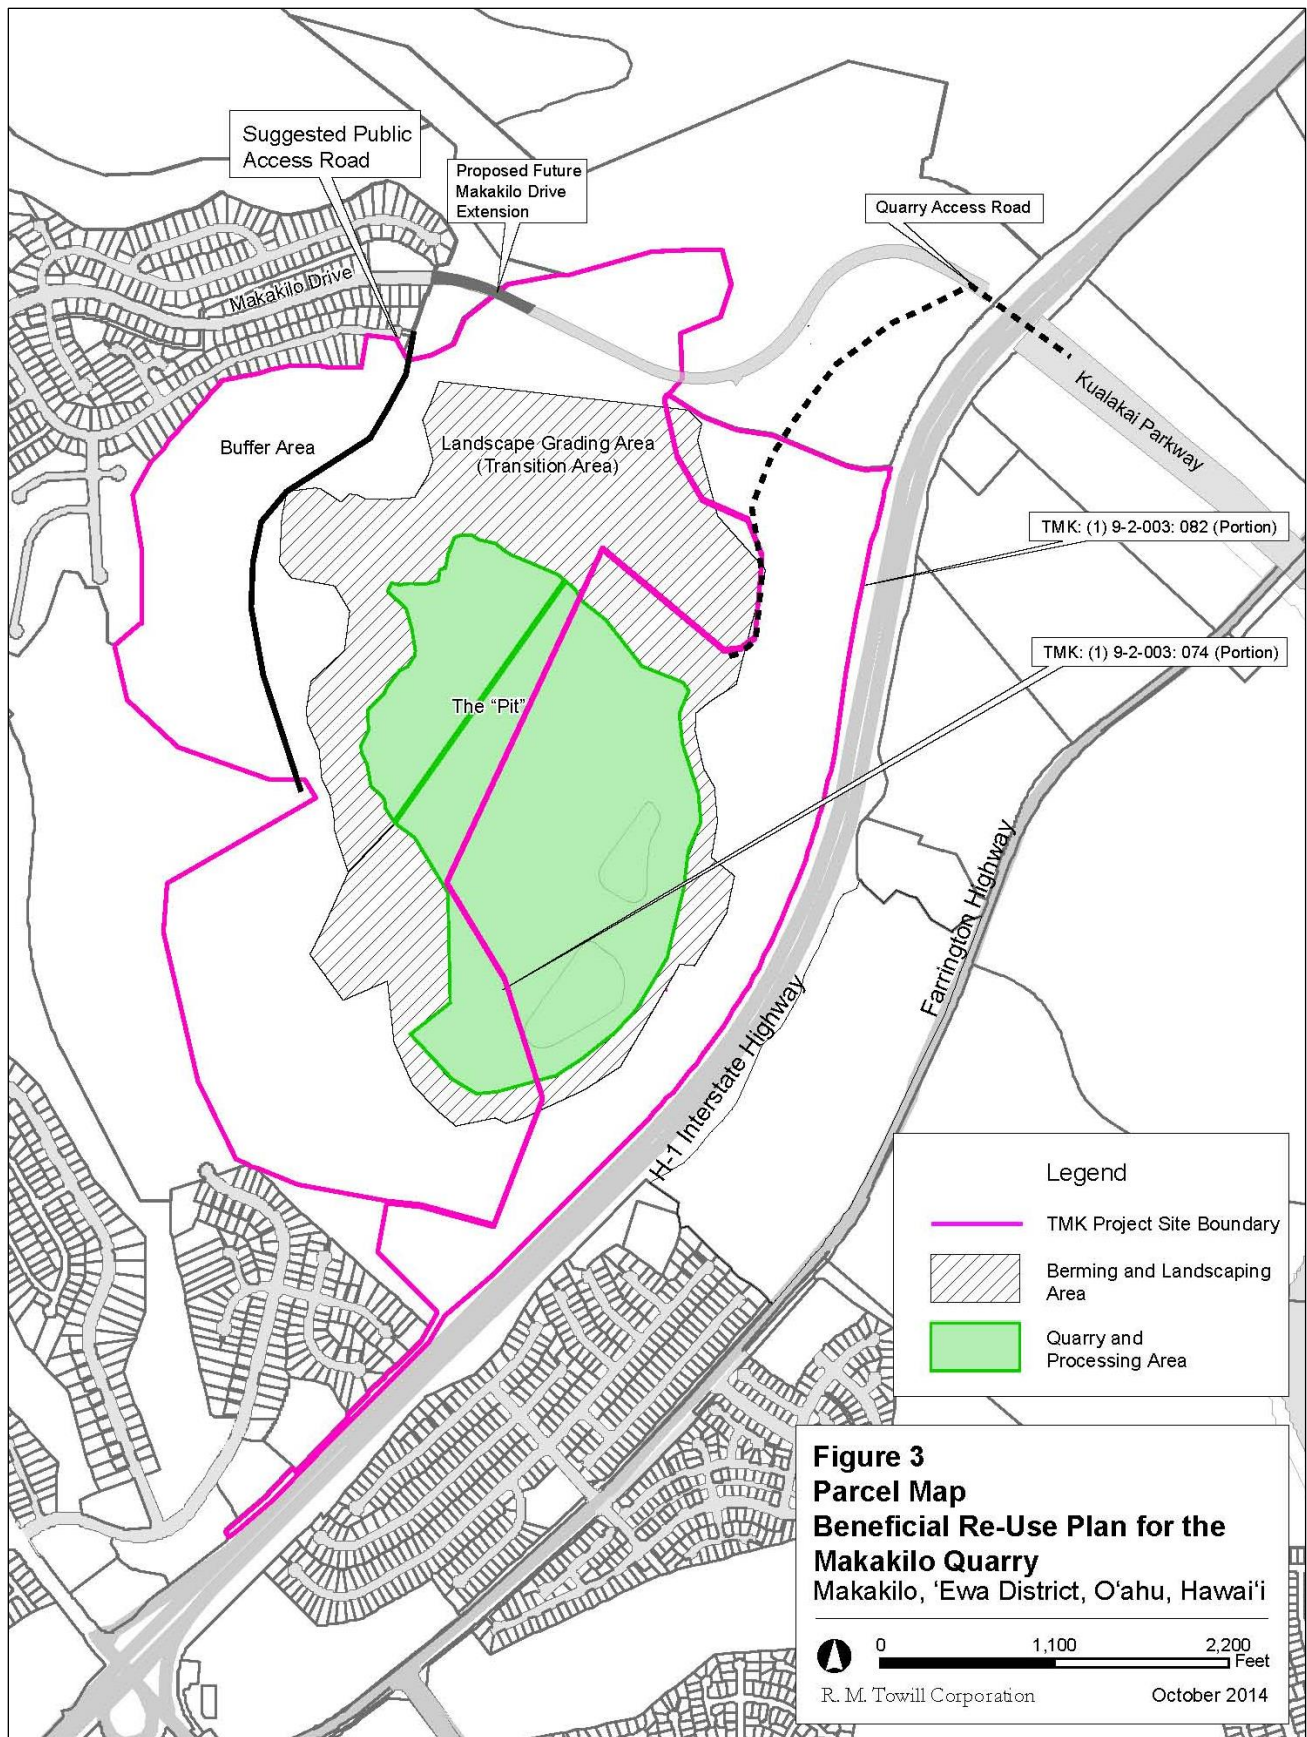 Suggested Public
Access Road
Proposed Future
Makakilo Drive
Extension
Quarry Access Road
Makakilo Drive
Kualakai Parkway
Buffer Area
Landscape Grading Area
(Transition Area)
TMK: (1) 9-2-003: 082 (Portion)
TMK: (1) 9-2-003: 074 (Portion)
The "Pit"
Farrington Highway
H-1 Interstate Highway
Legend
TMK Project Site Boundary
Berming and Landscaping
Area
Quarry and
Processing Area
Figure 3
Parcel Map
Beneficial Re-Use Plan for the
Makakilo Quarry
Makakilo, ʻEwa District, Oʻahu, Hawaiʻi
0 1,100 2,200
Feet
R. M. Towill Corporation
October 2014